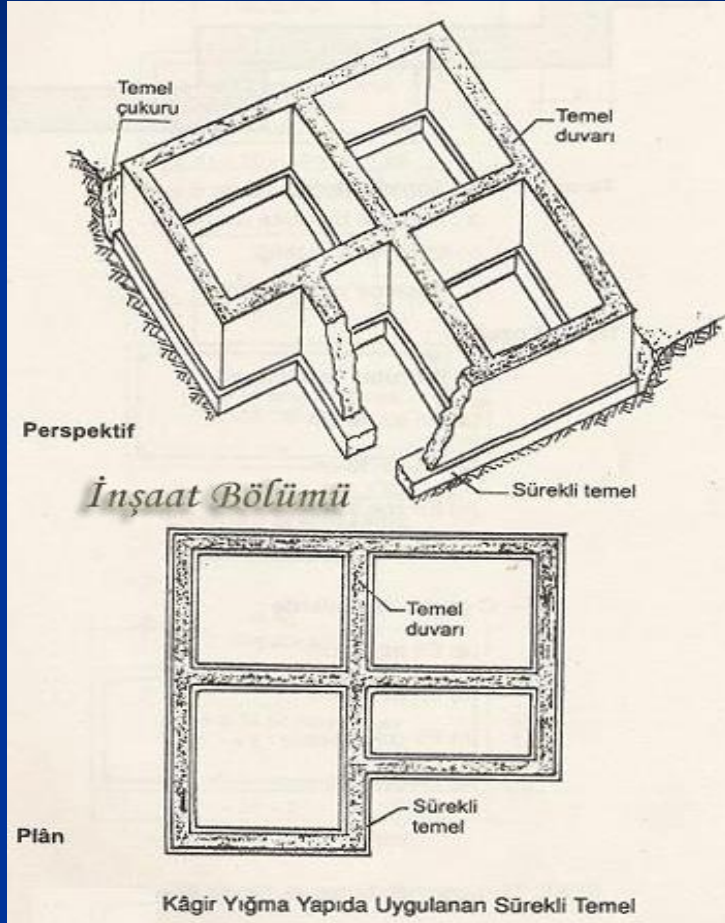 Temel
çukuru
Temel
duvarı
Perspektif
Sürekli temel
İnşaat Bölümü
Temel
duvarı
Sürekli
temel
Plân
Kâgir Yığma Yapıda Uygulanan Sürekli Temel